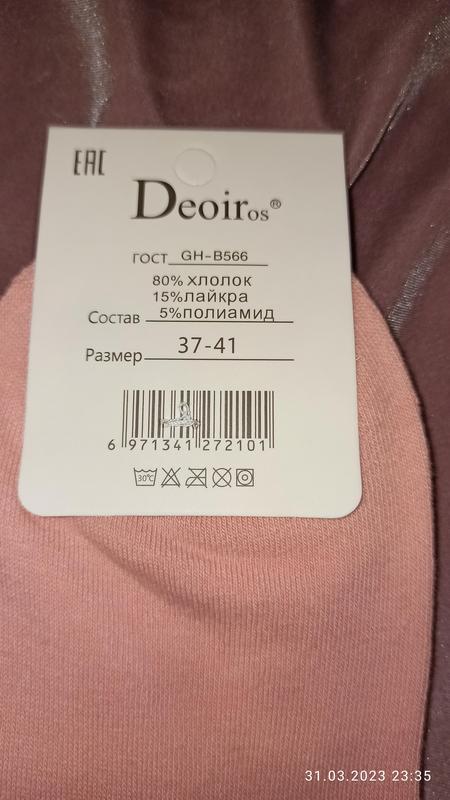 EAC
Deoiros®
ГОСТ GH-B566
80% ХЛОЛОК
15%лайкра
Состав 5%полиамид
Размер 37-41
6 971341 272101
30℃
31.03.2023 23:35